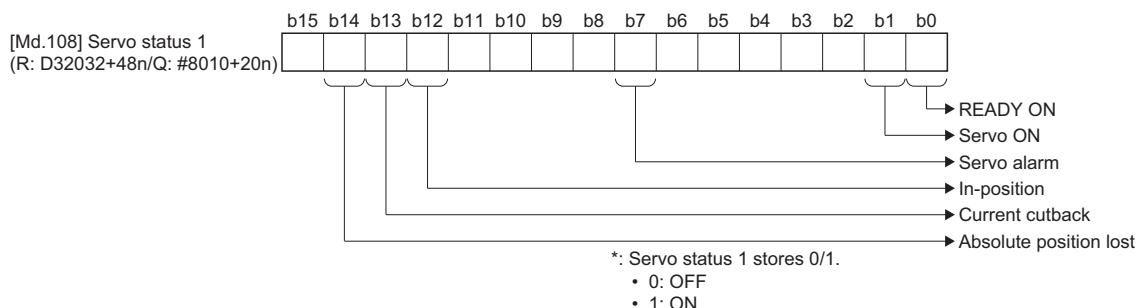 b15 b14 b13 b12 b11 b10 b9 b8 b7 b6 b5 b4 b3 b2 b1 b0
[Md.108] Servo status 1
(R: D32032+48n/Q: #8010+20n)
READY ON
Servo ON
Servo alarm
In-position
Current cutback
Absolute position lost
*: Servo status 1 stores 0/1.
• 0: OFF
• 1: ON